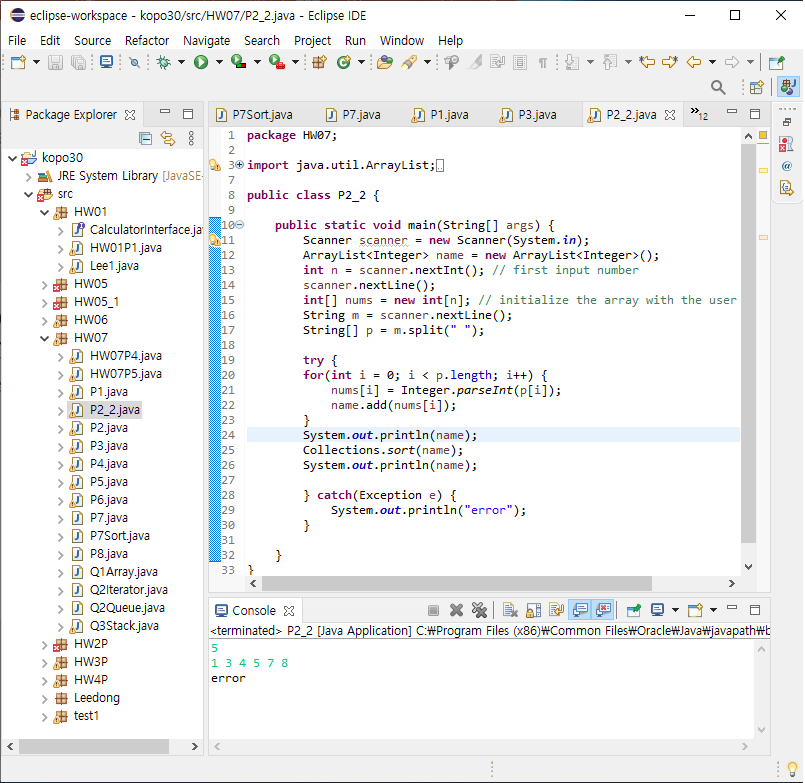 eclipse-workspace - kopo30/src/HW07/P2_2.java - Eclipse IDE
File Edit Source Refactor Navigate Search Project Run Window Help
Package Explorer
kopo30
JRE System Library [JavaSE-
src
HW01
CalculatorInterface.ja
HW01P1.java
Lee1.java
HW05
HW05_1
HW06
HW07
HW07P4.java
HW07P5.java
P1.java
P2_2.java
P2.java
P3.java
P4.java
P5.java
P6.java
P7.java
P7Sort.java
P8.java
Q1Array.java
Q2Iterator.java
Q2Queue.java
Q3Stack.java
HW2P
HW3P
HW4P
Leedong
test1
P7Sort.java P7.java P1.java P3.java P2_2.java »12
1 package HW07;
2
3 import java.util.ArrayList;
7
8 public class P2_2 {
9
10 public static void main(String[] args) {
11 Scanner scanner = new Scanner(System.in);
12 ArrayList<Integer> name = new ArrayList<Integer>();
13 int n = scanner.nextInt(); // first input number
14 scanner.nextLine();
15 int[] nums = new int[n]; // initialize the array with the user
16 String m = scanner.nextLine();
17 String[] p = m.split(" ");
18
19 try {
20 for(int i = 0; i < p.length; i++) {
21 nums[i] = Integer.parseInt(p[i]);
22 name.add(nums[i]);
23 }
24 System.out.println(name);
25 Collections.sort(name);
26 System.out.println(name);
27
28 } catch(Exception e) {
29 System.out.println("error");
30 }
31
32 }
33 }
Console
<terminated> P2_2 [Java Application] C:₩Program Files (x86)₩Common Files₩Oracle₩Java₩javapath₩b
5
1 3 4 5 7 8
error